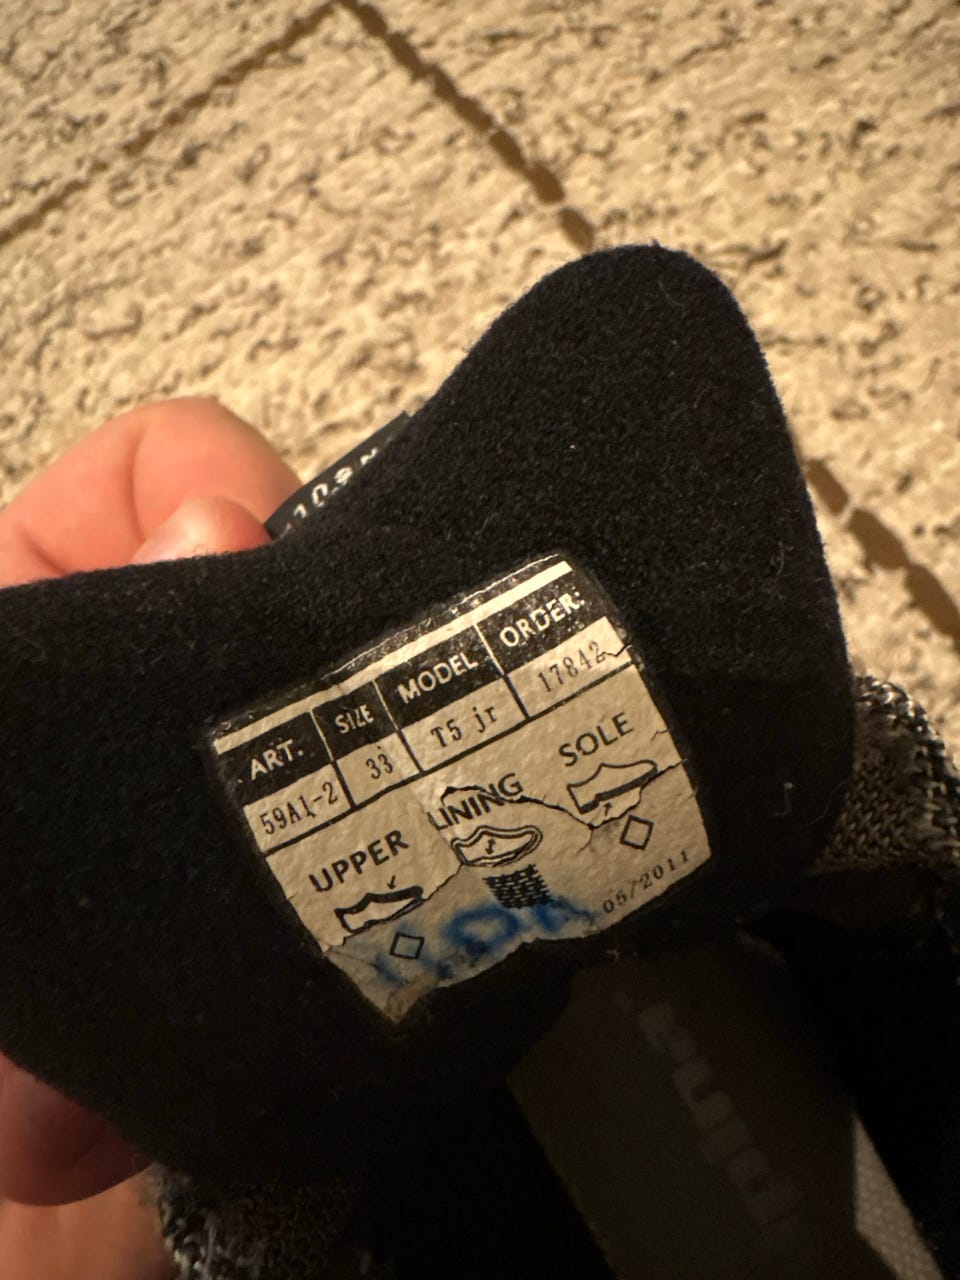 ART. SIZE MODEL ORDER:
59A1-2 33 T5 jr 17842
UPPER LINING SOLE
05/2011